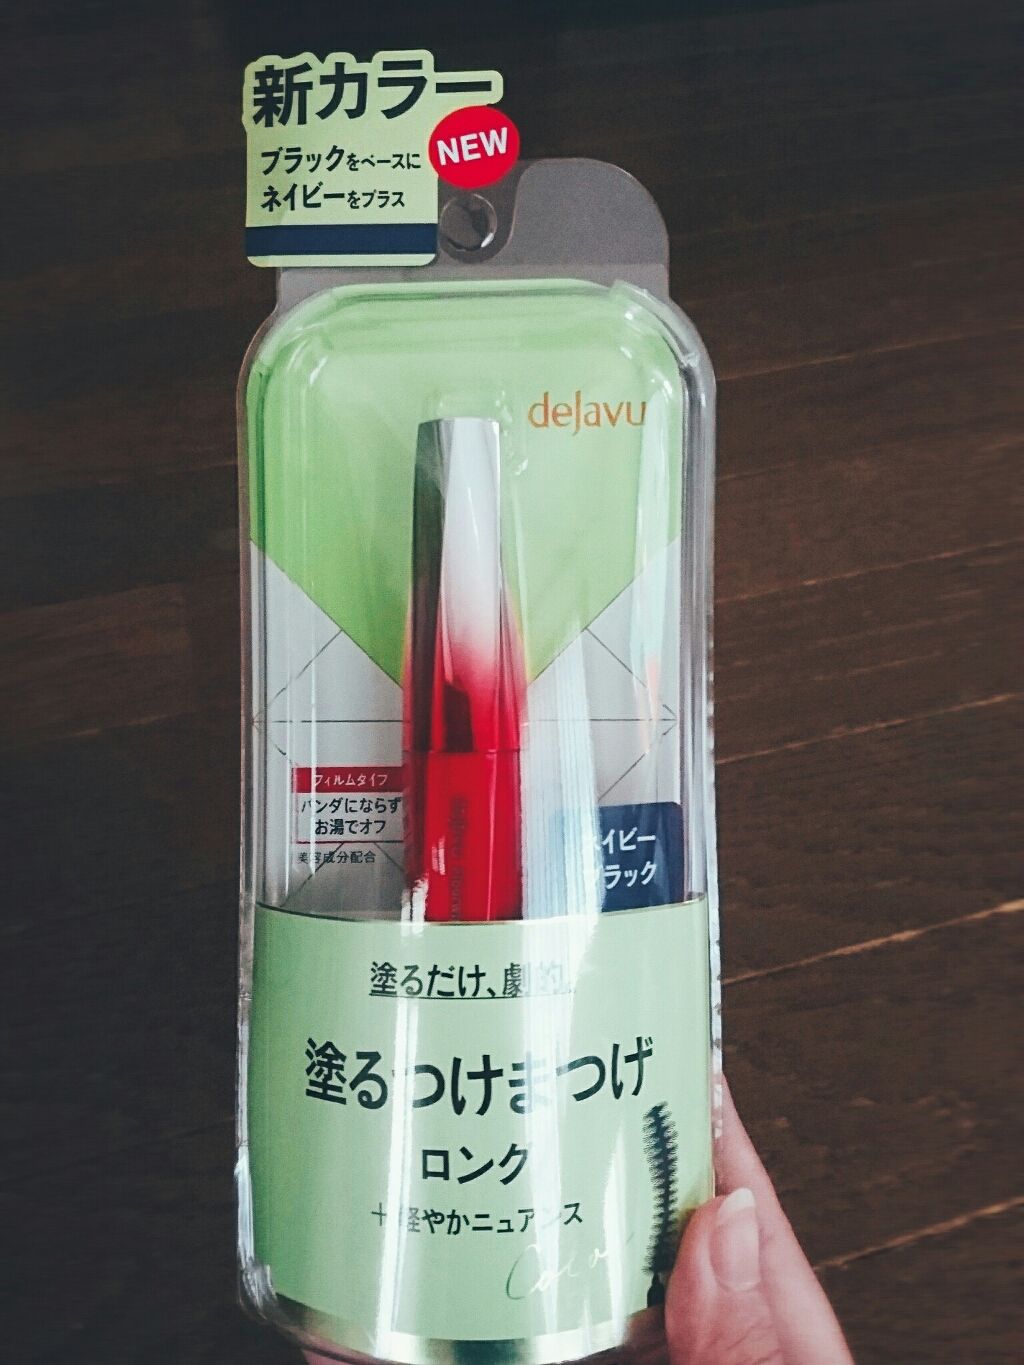 新カラー
NEW
ブラックをベースに
ネイビーをプラス
dejavu
フィルムタイプ
パンダにならず
お湯でオフ
美容成分配合
ネイビー
ブラック
塗るだけ、劇的。
塗るつけまつげ
ロング
+軽やかニュアンス